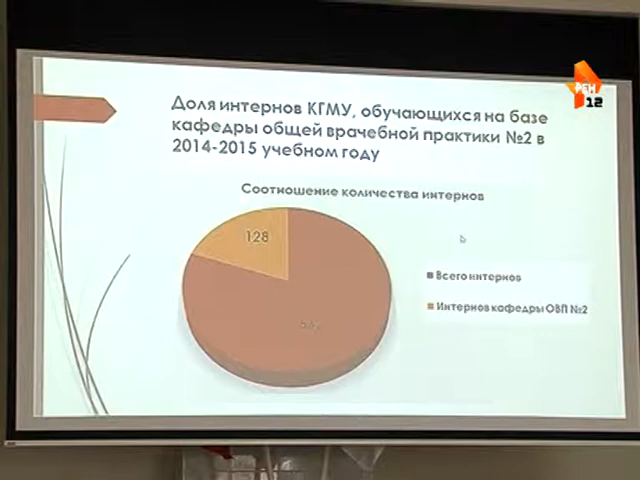 РЕН
12
Доля интернов КГМУ, обучающихся на базе
кафедры общей врачебной практики №2 в
2014-2015 учебном году
Соотношение количества интернов
128
Всего интернов
Интернов кафедры ОВП №2